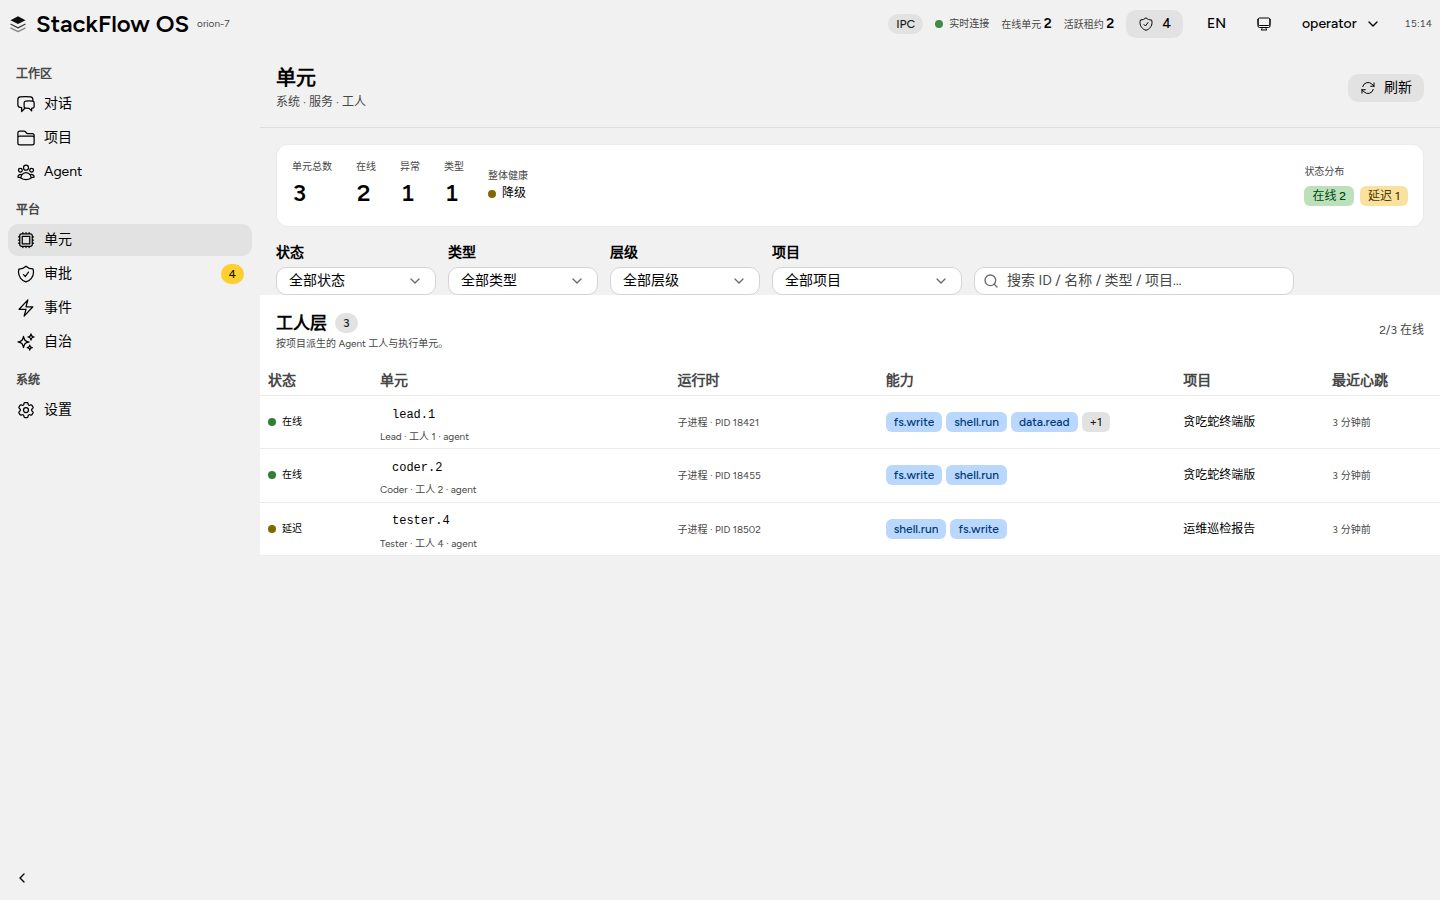 StackFlow OS orion-7
IPC 实时连接 在线单元 2 活跃租约 2 4 EN operator 15:14
工作区
对话
项目
Agent
平台
单元
审批 4
事件
自治
系统
设置
单元
系统 · 服务 · 工人
刷新
单元总数 在线 异常 类型 整体健康 状态分布
3 2 1 1 降级 在线 2 延迟 1
状态 类型 层级 项目
全部状态 全部类型 全部层级 全部项目 搜索 ID / 名称 / 类型 / 项目...
工人层 3
按项目派生的 Agent 工人与执行单元。
2/3 在线
状态 单元 运行时 能力 项目 最近心跳
在线 lead.1 子进程 · PID 18421 fs.write shell.run data.read +1 贪吃蛇终端版 3 分钟前
Lead · 工人 1 · agent
在线 coder.2 子进程 · PID 18455 fs.write shell.run 贪吃蛇终端版 3 分钟前
Coder · 工人 2 · agent
延迟 tester.4 子进程 · PID 18502 shell.run fs.write 运维巡检报告 3 分钟前
Tester · 工人 4 · agent